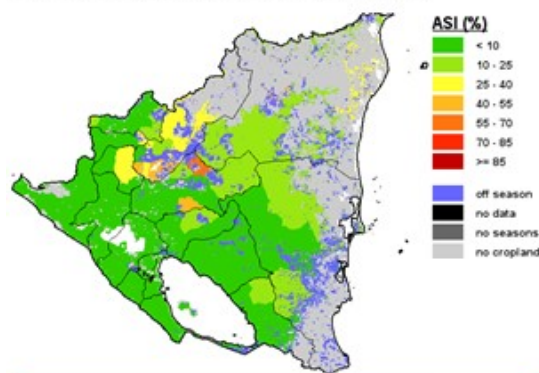 ASI (%)
< 10
10 - 25
25 - 40
40 - 55
55 - 70
70 - 85
>= 85
off season
no data
no seasons
no cropland